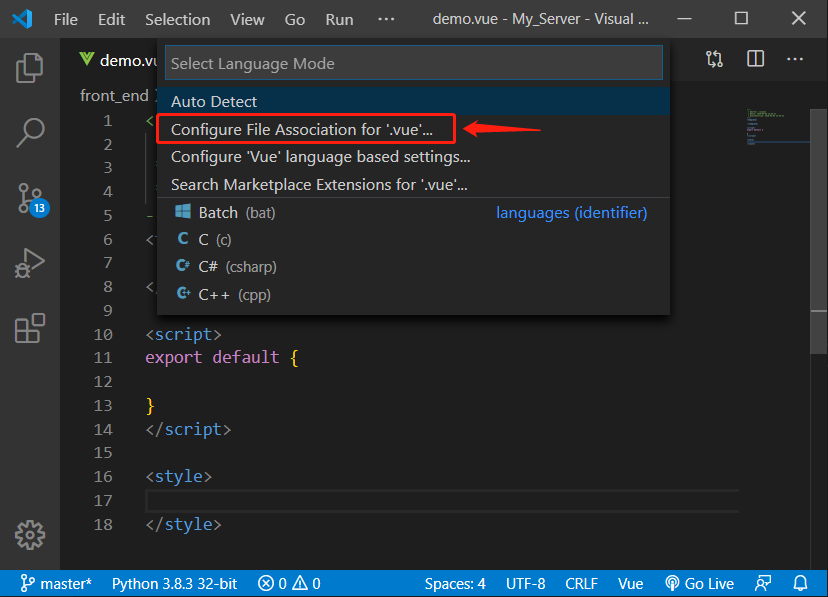 File Edit Selection View Go Run ··· demo.vue - My_Server - Visual ...
demo.vu
Select Language Mode
front_end
Auto Detect
Configure File Association for '.vue'...
Configure 'Vue' language based settings...
Search Marketplace Extensions for '.vue'...
Batch (bat) languages (identifier)
C (c)
C# (csharp)
C++ (cpp)
1 <
2
3
4
5 -
6 <
7
8 </
9
10 <script>
11 export default {
12
13 }
14 </script>
15
16 <style>
17
18 </style>
13
master* Python 3.8.3 32-bit 0 0 Spaces: 4 UTF-8 CRLF Vue Go Live